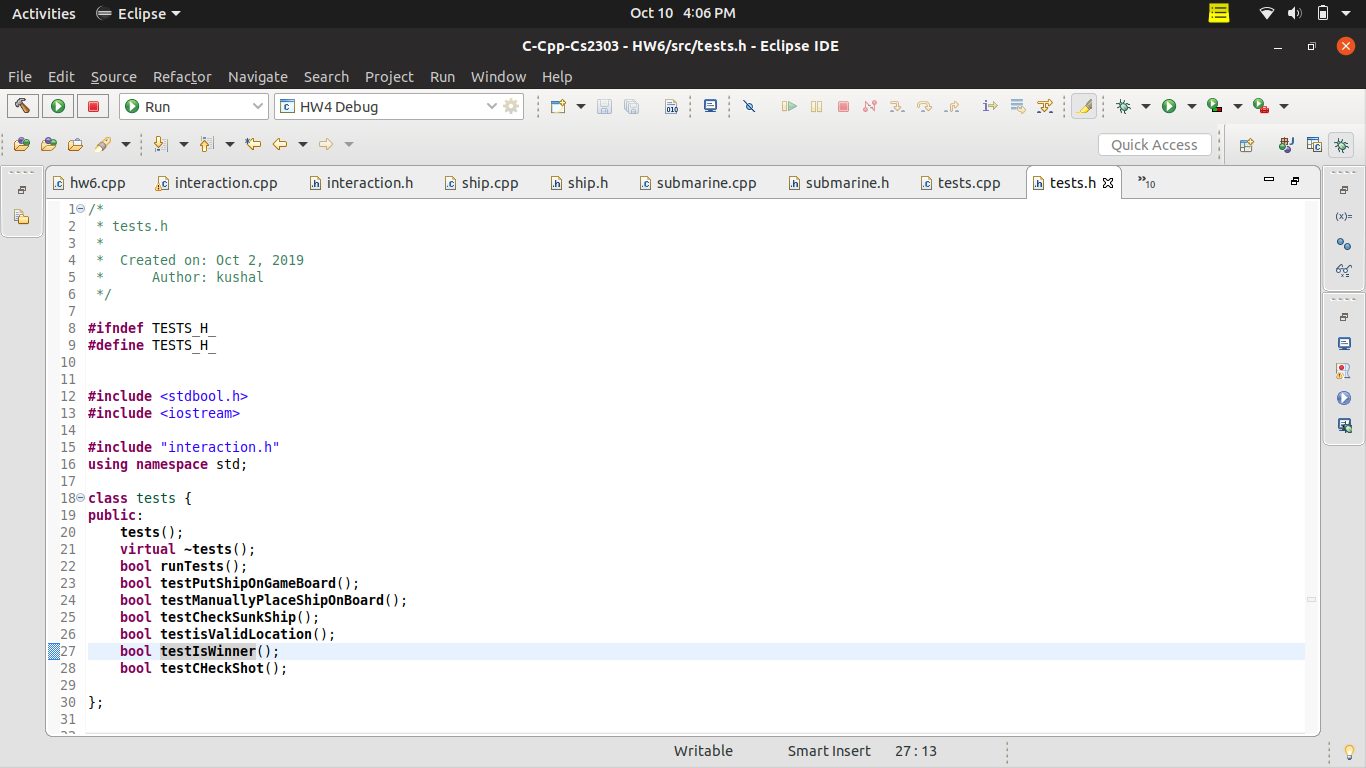 Activities Eclipse Oct 10 4:06 PM
C-Cpp-Cs2303 - HW6/src/tests.h - Eclipse IDE
File Edit Source Refactor Navigate Search Project Run Window Help
Run HW4 Debug
Quick Access
hw6.cpp interaction.cpp interaction.h ship.cpp ship.h submarine.cpp submarine.h tests.cpp tests.h »10
1 /*
2  * tests.h
3  *
4  *  Created on: Oct 2, 2019
5  *      Author: kushal
6  */
7
8 #ifndef TESTS_H_
9 #define TESTS_H_
10
11
12 #include <stdbool.h>
13 #include <iostream>
14
15 #include "interaction.h"
16 using namespace std;
17
18 class tests {
19 public:
20     tests();
21     virtual ~tests();
22     bool runTests();
23     bool testPutShipOnGameBoard();
24     bool testManuallyPlaceShipOnBoard();
25     bool testCheckSunkShip();
26     bool testisValidLocation();
27     bool testIsWinner();
28     bool testCHeckShot();
29
30 };
31
Writable Smart Insert 27 : 13